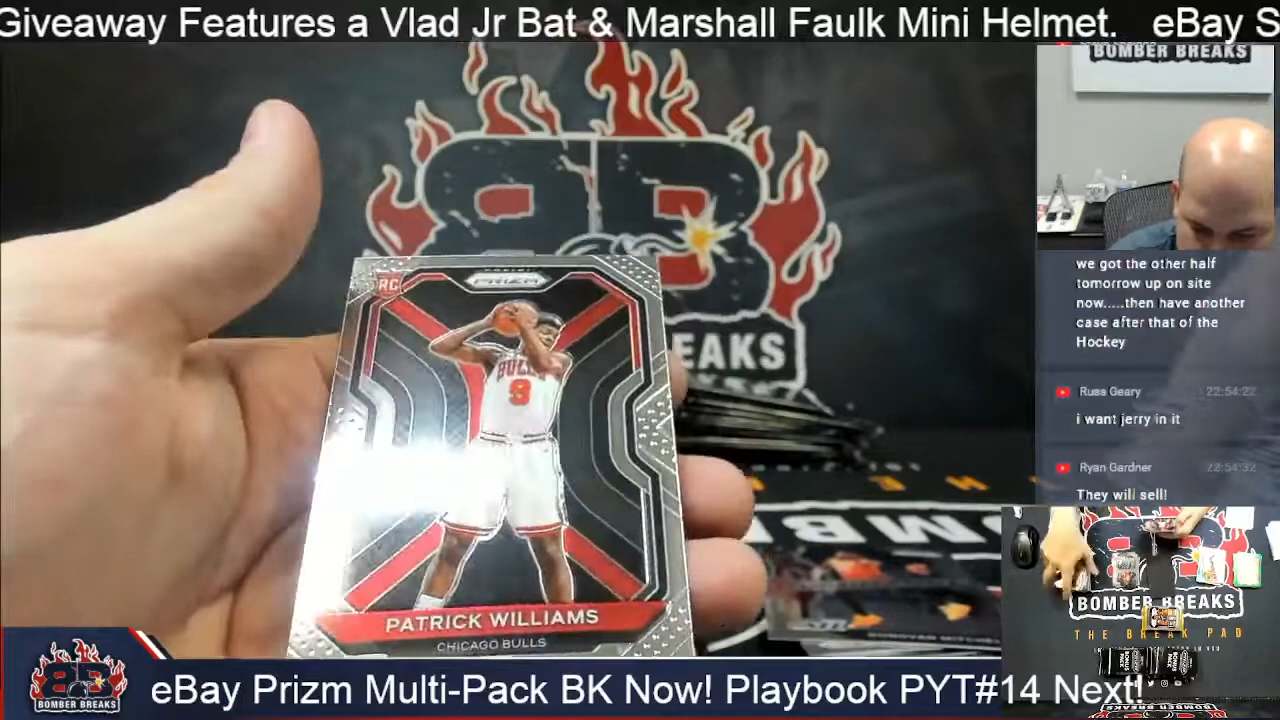 Giveaway Features a Vlad Jr Bat & Marshall Faulk Mini Helmet. eBay S
BOMBER BREAKS
we got the other half
tomorrow up on site
now.....then have another
case after that of the
Hockey
Russ Geary 22:54:22
i want jerry in it
Ryan Gardner 22:54:32
They will sell!
RC
PRIZM
BULLS
9
PATRICK WILLIAMS
CHICAGO BULLS
EAKS
BOMBER BREAKS
THE BREAK PAD
BOMBER BREAKS
eBay Prizm Multi-Pack BK Now! Playbook PYT#14 Next!